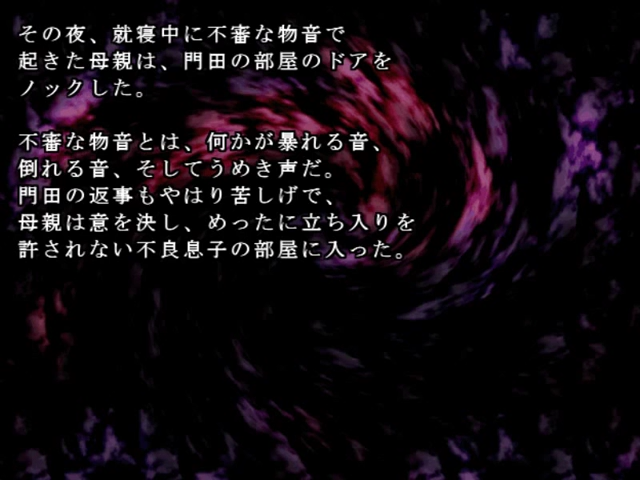 その夜、就寝中に不審な物音で
起きた母親は、門田の部屋のドアを
ノックした。
不審な物音とは、何かが暴れる音、
倒れる音、そしてうめき声だ。
門田の返事もやはり苦しげで、
母親は意を決し、めったに立ち入りを
許されない不良息子の部屋に入った。